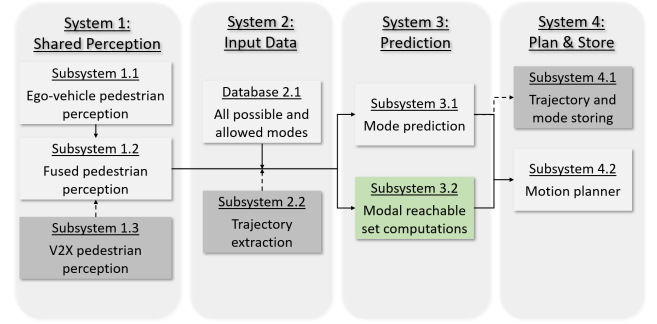 System 1:
Shared Perception
Subsystem 1.1
Ego-vehicle pedestrian
perception
Subsystem 1.2
Fused pedestrian
perception
Subsystem 1.3
V2X pedestrian
perception
System 2:
Input Data
Database 2.1
All possible and
allowed modes
Subsystem 2.2
Trajectory
extraction
System 3:
Prediction
Subsystem 3.1
Mode prediction
Subsystem 3.2
Modal reachable
set computations
System 4:
Plan & Store
Subsystem 4.1
Trajectory and
mode storing
Subsystem 4.2
Motion planner